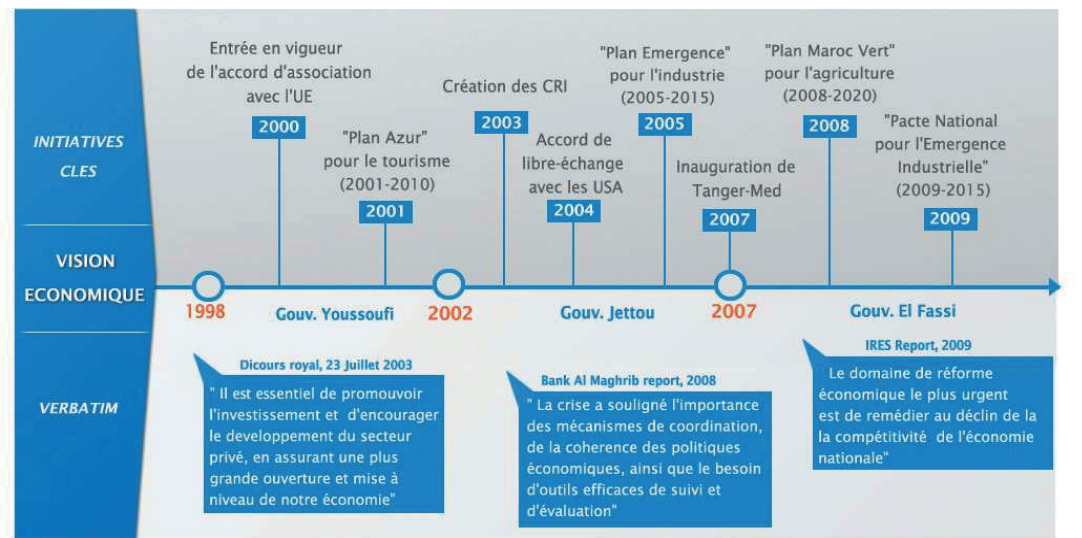 INITIATIVES
CLES
Entrée en vigueur
de l'accord d'association
avec l'UE
2000
"Plan Azur"
pour le tourisme
(2001-2010)
2001
Création des CRI
2003
Accord de
libre-échange
avec les USA
2004
"Plan Emergence"
pour l'industrie
(2005-2015)
2005
Inauguration de
Tanger-Med
2007
"Plan Maroc Vert"
pour l'agriculture
(2008-2020)
2008
"Pacte National
pour l'Emergence
Industrielle"
(2009-2015)
2009
VISION
ECONOMIQUE
1998
Gouv. Youssoufi
2002
Gouv. Jettou
2007
Gouv. El Fassi
VERBATIM
Dicours royal, 23 Juillet 2003
" Il est essentiel de promouvoir
l'investissement et d'encourager
le developpement du secteur
privé, en assurant une plus
grande ouverture et mise à
niveau de notre économie"
Bank Al Maghrib report, 2008
" La crise a souligné l'importance
des mécanismes de coordination,
de la coherence des politiques
économiques, ainsi que le besoin
d'outils efficaces de suivi et
d'évaluation"
IRES Report, 2009
Le domaine de réforme
économique le plus urgent
est de remédier au déclin de la
la compétitivité de l'économie
nationale"